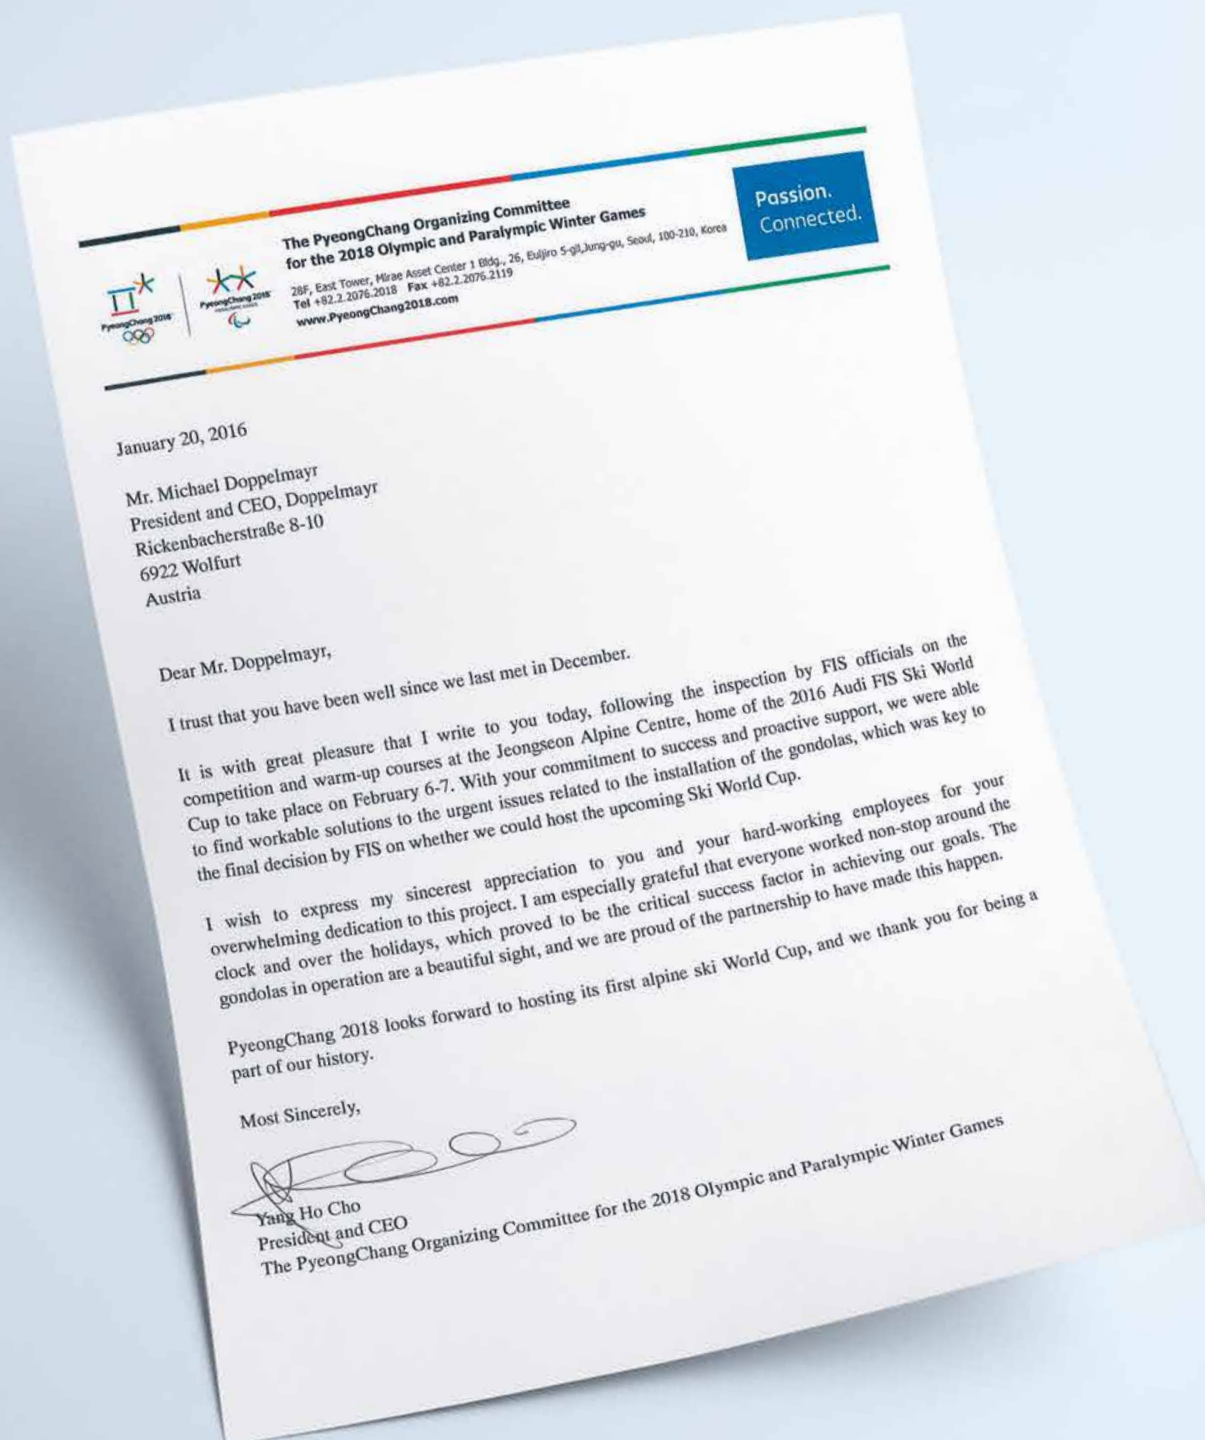 The PyeongChang Organizing Committee
for the 2018 Olympic and Paralympic Winter Games
28F, East Tower, Mirae Asset Center 1 Bldg., 26, Euljiro 5-gil,Jung-gu, Seoul, 100-210, Korea
Tel +82.2.2076.2018 Fax +82.2.2076.2119
www.PyeongChang2018.com
PyeongChang 2018
PyeongChang 2018
Passion.
Connected.
January 20, 2016
Mr. Michael Doppelmayr
President and CEO, Doppelmayr
Rickenbacherstraße 8-10
6922 Wolfurt
Austria
Dear Mr. Doppelmayr,
I trust that you have been well since we last met in December.
It is with great pleasure that I write to you today, following the inspection by FIS officials on the
competition and warm-up courses at the Jeongseon Alpine Centre, home of the 2016 Audi FIS Ski World
Cup to take place on February 6-7. With your commitment to success and proactive support, we were able
to find workable solutions to the urgent issues related to the installation of the gondolas, which was key to
the final decision by FIS on whether we could host the upcoming Ski World Cup.
I wish to express my sincerest appreciation to you and your hard-working employees for your
overwhelming dedication to this project. I am especially grateful that everyone worked non-stop around the
clock and over the holidays, which proved to be the critical success factor in achieving our goals. The
gondolas in operation are a beautiful sight, and we are proud of the partnership to have made this happen.
PyeongChang 2018 looks forward to hosting its first alpine ski World Cup, and we thank you for being a
part of our history.
Most Sincerely,
Yang Ho Cho
President and CEO
The PyeongChang Organizing Committee for the 2018 Olympic and Paralympic Winter Games